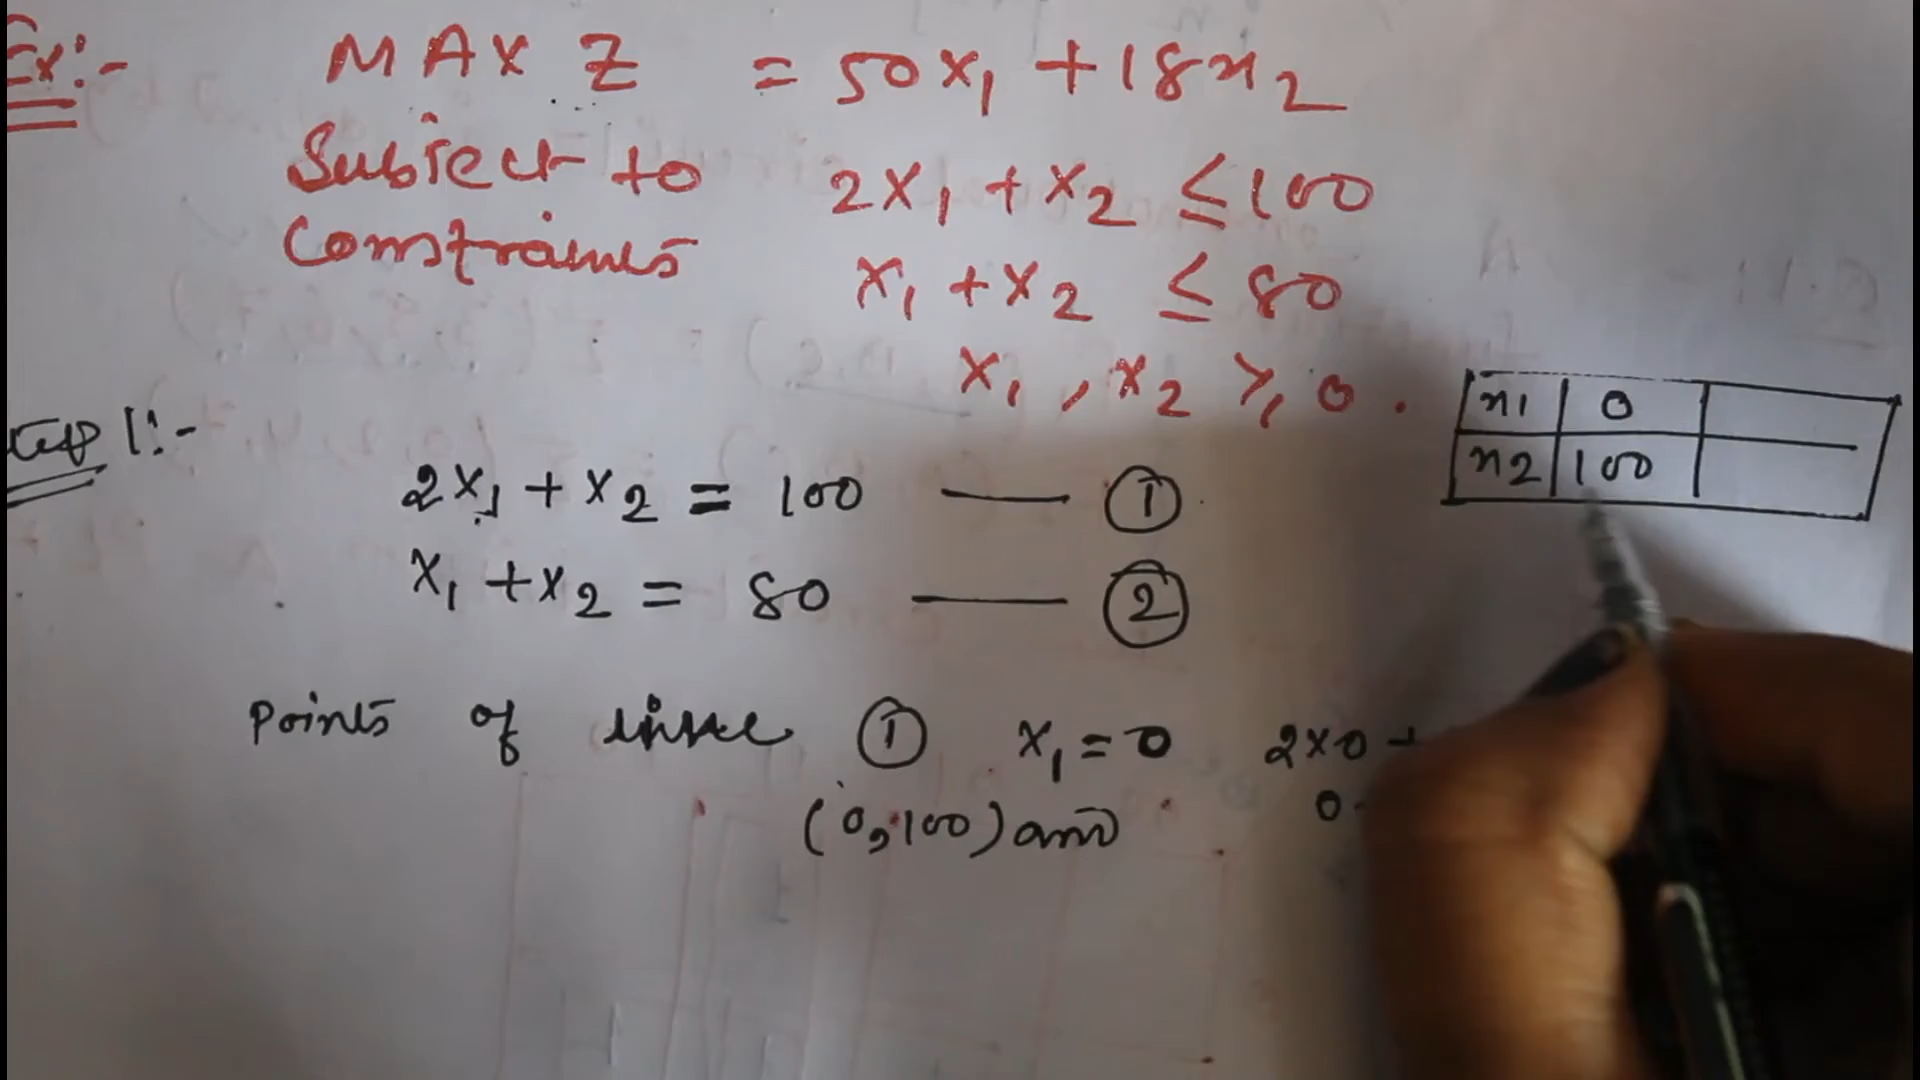 Ex:-
MAX Z = 50x1 + 18x2
Subject to 2x1 + x2 ≤ 100
Constraints
x1 + x2 ≤ 80
x1, x2 ≥, 0.
x1 0
x2 100
Step 1:-
2x1 + x2 = 100 — ①
x1 + x2 = 80 — ②
Points of ① x1 = 0 2×0 +
(0,100) and 0